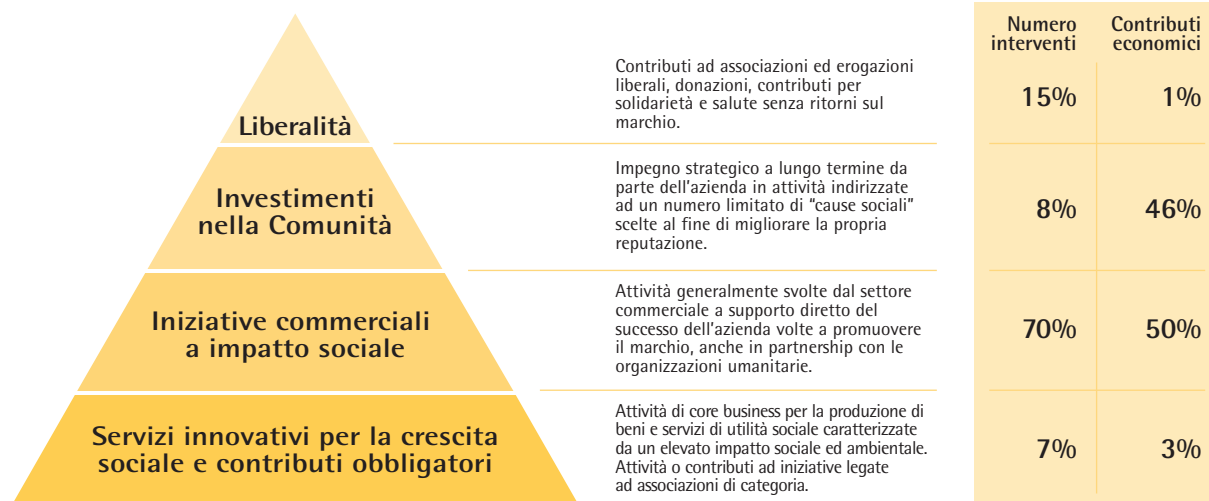 Numero interventi
Contributi economici
Liberalità
Contributi ad associazioni ed erogazioni
liberali, donazioni, contributi per
solidarietà e salute senza ritorni sul
marchio.
15%
1%
Investimenti
nella Comunità
Impegno strategico a lungo termine da
parte dell'azienda in attività indirizzate
ad un numero limitato di “cause sociali”
scelte al fine di migliorare la propria
reputazione.
8%
46%
Iniziative commerciali
a impatto sociale
Attività generalmente svolte dal settore
commerciale a supporto diretto del
successo dell'azienda volte a promuovere
il marchio, anche in partnership con le
organizzazioni umanitarie.
70%
50%
Servizi innovativi per la crescita
sociale e contributi obbligatori
Attività di core business per la produzione di
beni e servizi di utilità sociale caratterizzate
da un elevato impatto sociale ed ambientale.
Attività o contributi ad iniziative legate
ad associazioni di categoria.
7%
3%